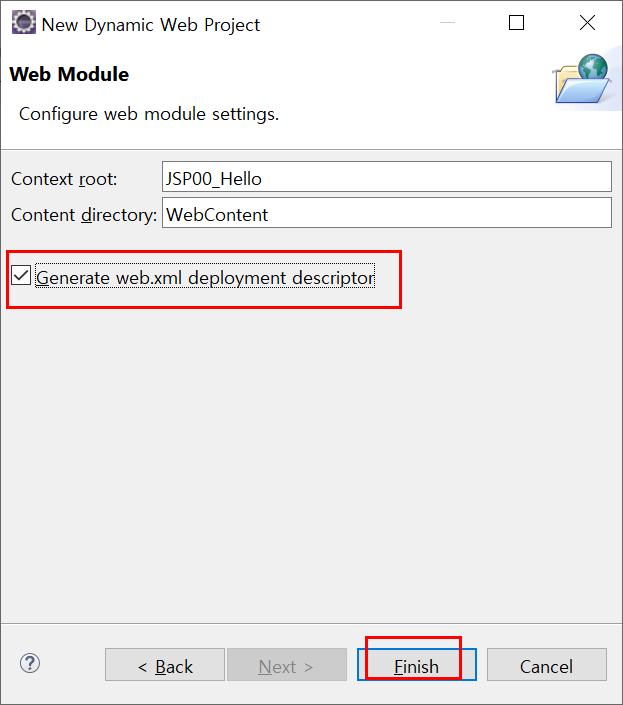 New Dynamic Web Project
Web Module
Configure web module settings.
Context root: JSP00_Hello
Content directory: WebContent
Generate web.xml deployment descriptor
? < Back Next > Finish Cancel